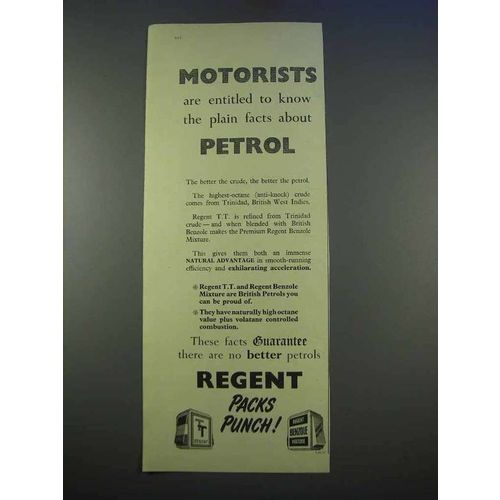 MOTORISTS
are entitled to know
the plain facts about
PETROL
The better the crude, the better the petrol.
The highest-octane (anti-knock) crude
comes from Trinidad, British West Indies.
Regent T.T. is refined from Trinidad
crude—and when blended with British
Benzole makes the Premium Regent Benzole
Mixture.
This gives them both an immense
NATURAL ADVANTAGE in smooth-running
efficiency and exhilarating acceleration.
Regent T.T. and Regent Benzole
Mixture are British Petrols you
can be proud of.
They have naturally high octane
value plus volatane controlled
combustion.
These facts Guarantee
there are no better petrols
REGENT
PACKS
PUNCH!
TT
REGENT
REGENT
BENZOLE
MIXTURE